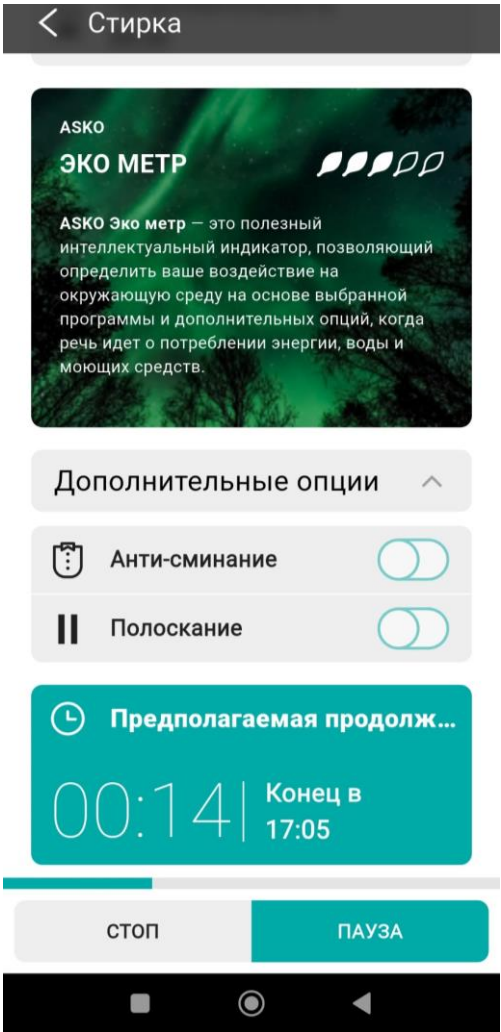 Стирка
ASKO
ЭКО МЕТР
ASKO Эко метр — это полезный
интеллектуальный индикатор, позволяющий
определить ваше воздействие на
окружающую среду на основе выбранной
программы и дополнительных опций, когда
речь идет о потреблении энергии, воды и
моющих средств.
Дополнительные опции
Анти-сминание
Полоскание
Предполагаемая продолж...
00:14
Конец в
17:05
СТОП
ПАУЗА